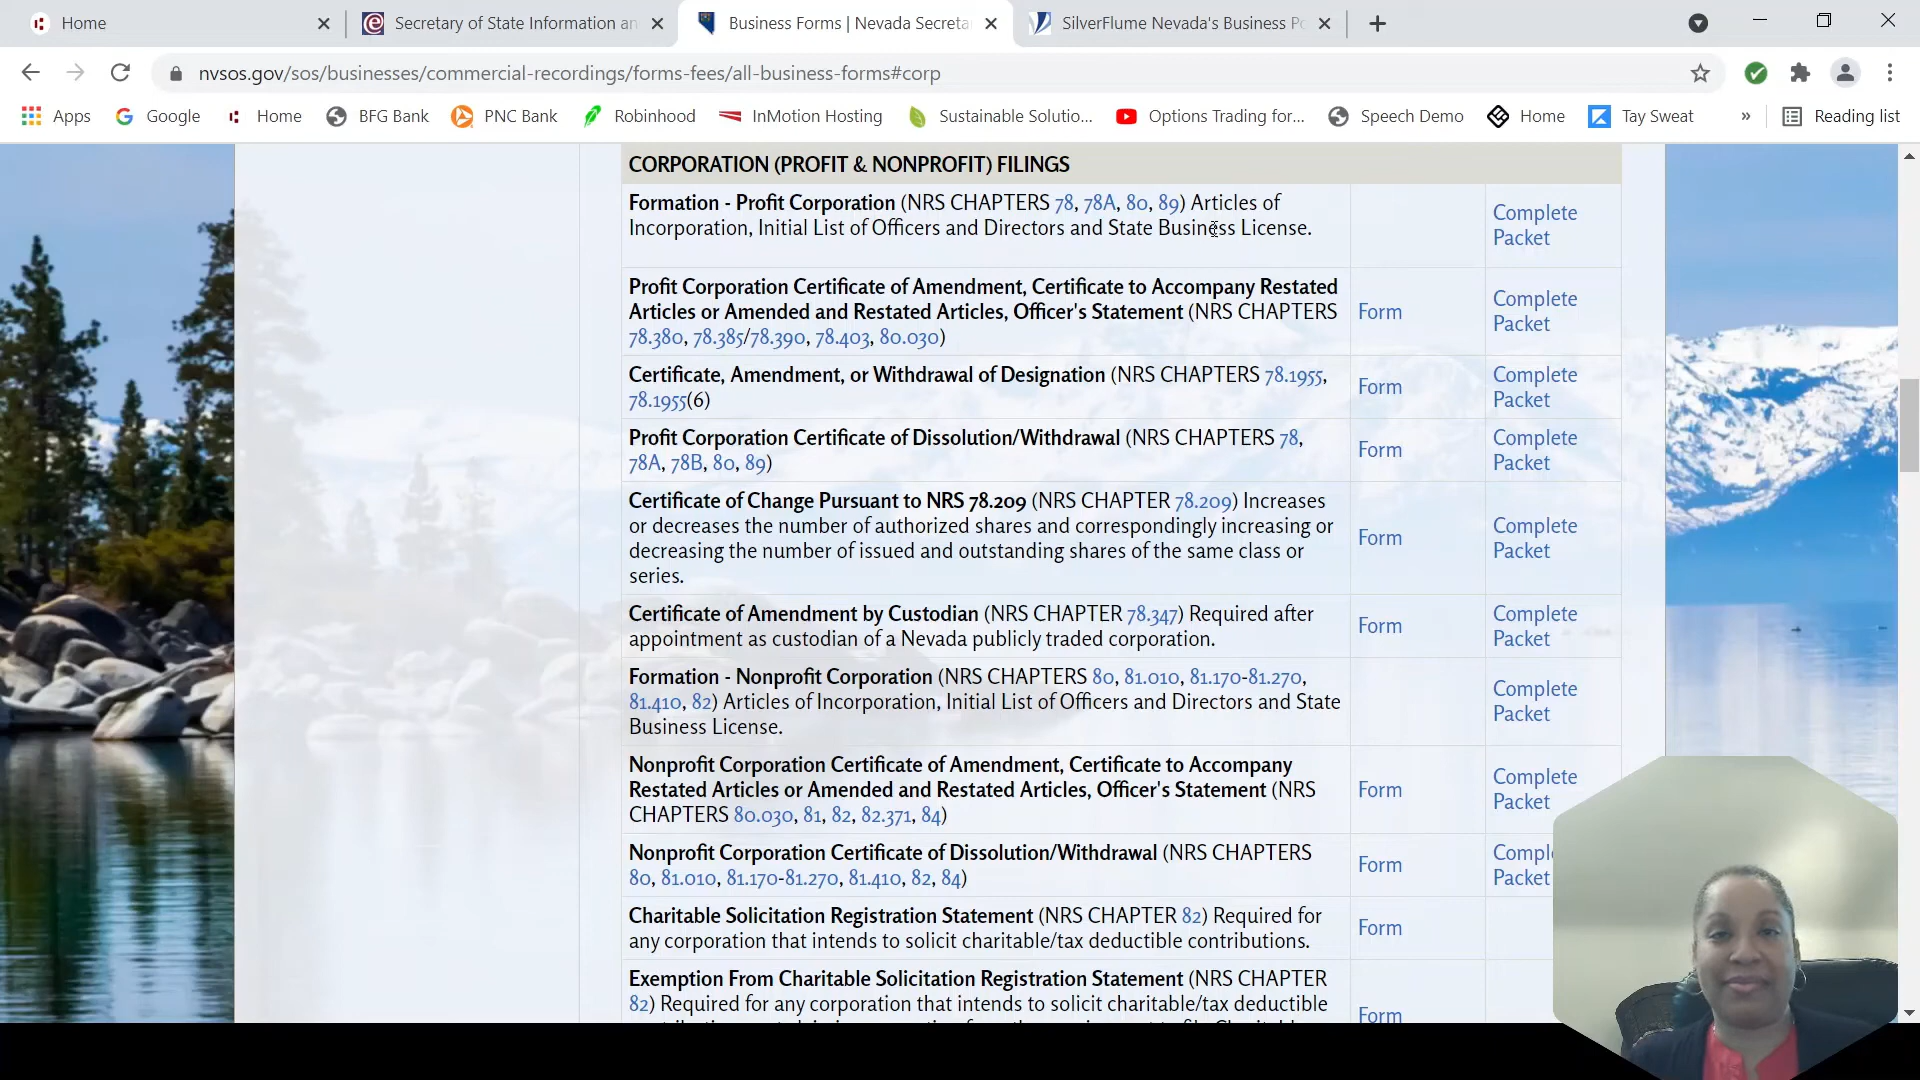 Home
Secretary of State Information an
Business Forms | Nevada Secreta
SilverFlume Nevada's Business Po
nvsos.gov/sos/businesses/commercial-recordings/forms-fees/all-business-forms#corp
Apps
Google
Home
BFG Bank
PNC Bank
Robinhood
InMotion Hosting
Sustainable Solutio...
Options Trading for...
Speech Demo
Home
Tay Sweat
»
Reading list
CORPORATION (PROFIT & NONPROFIT) FILINGS
Formation - Profit Corporation (NRS CHAPTERS 78, 78A, 80, 89) Articles of
Incorporation, Initial List of Officers and Directors and State Business License.
Complete
Packet
Profit Corporation Certificate of Amendment, Certificate to Accompany Restated
Articles or Amended and Restated Articles, Officer's Statement (NRS CHAPTERS
78.380, 78.385/78.390, 78.403, 80.030)
Form
Complete
Packet
Certificate, Amendment, or Withdrawal of Designation (NRS CHAPTERS 78.1955,
78.1955(6)
Form
Complete
Packet
Profit Corporation Certificate of Dissolution/Withdrawal (NRS CHAPTERS 78,
78A, 78B, 80, 89)
Form
Complete
Packet
Certificate of Change Pursuant to NRS 78.209 (NRS CHAPTER 78.209) Increases
or decreases the number of authorized shares and correspondingly increasing or
decreasing the number of issued and outstanding shares of the same class or
series.
Form
Complete
Packet
Certificate of Amendment by Custodian (NRS CHAPTER 78.347) Required after
appointment as custodian of a Nevada publicly traded corporation.
Form
Complete
Packet
Formation - Nonprofit Corporation (NRS CHAPTERS 80, 81.010, 81.170-81.270,
81.410, 82) Articles of Incorporation, Initial List of Officers and Directors and State
Business License.
Complete
Packet
Nonprofit Corporation Certificate of Amendment, Certificate to Accompany
Restated Articles or Amended and Restated Articles, Officer's Statement (NRS
CHAPTERS 80.030, 81, 82, 82.371, 84)
Form
Complete
Packet
Nonprofit Corporation Certificate of Dissolution/Withdrawal (NRS CHAPTERS
80, 81.010, 81.170-81.270, 81.410, 82, 84)
Form
Compl
Packet
Charitable Solicitation Registration Statement (NRS CHAPTER 82) Required for
any corporation that intends to solicit charitable/tax deductible contributions.
Form
Exemption From Charitable Solicitation Registration Statement (NRS CHAPTER
82) Required for any corporation that intends to solicit charitable/tax deductible
Form